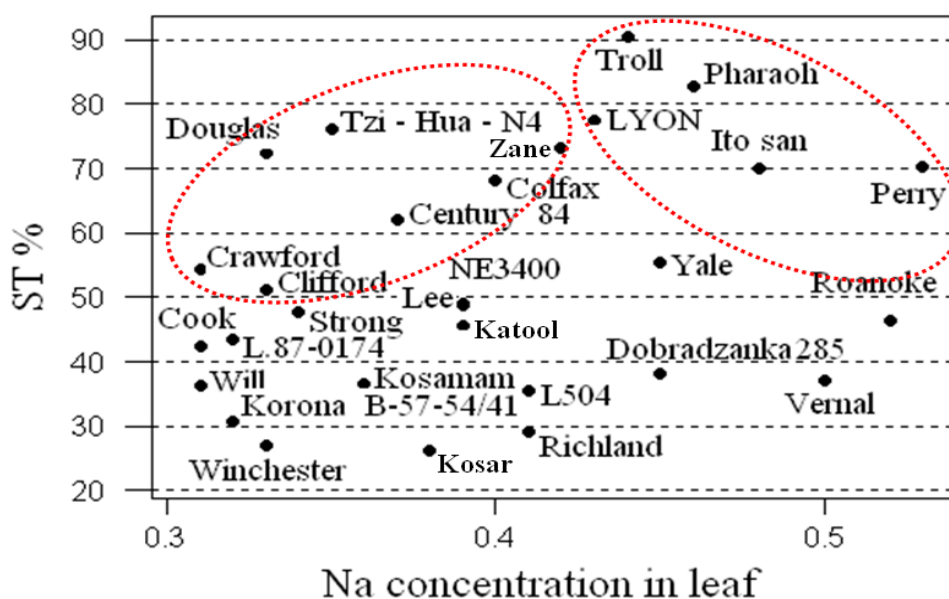 90
Troll
Pharaoh
80
Douglas
Tzi - Hua - N4
LYON
Zane
Ito san
70
Colfax
Perry
Century 84
60
Crawford
NE3400
Yale
Clifford
Roanoke
50
Lee
Cook
Strong
Katool
L.87-0174
Dobradzanka 285
40
Will
Kosamam
L504
Korona
B-57-54/41
Vernal
30
Richland
Winchester
Kosar
20
ST %
0.3
0.4
0.5
Na concentration in leaf